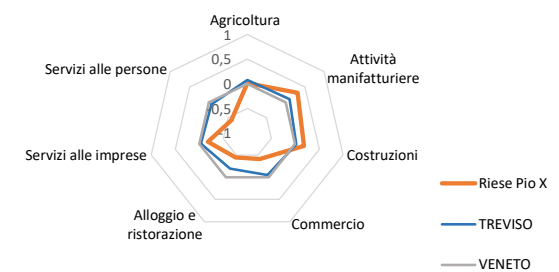 Agricoltura
1
0,5
0
-0,5
-1
Attività
manifatturiere
Costruzioni
Commercio
Alloggio e
ristorazione
Servizi alle imprese
Servizi alle persone
Riese Pio X
TREVISO
VENETO